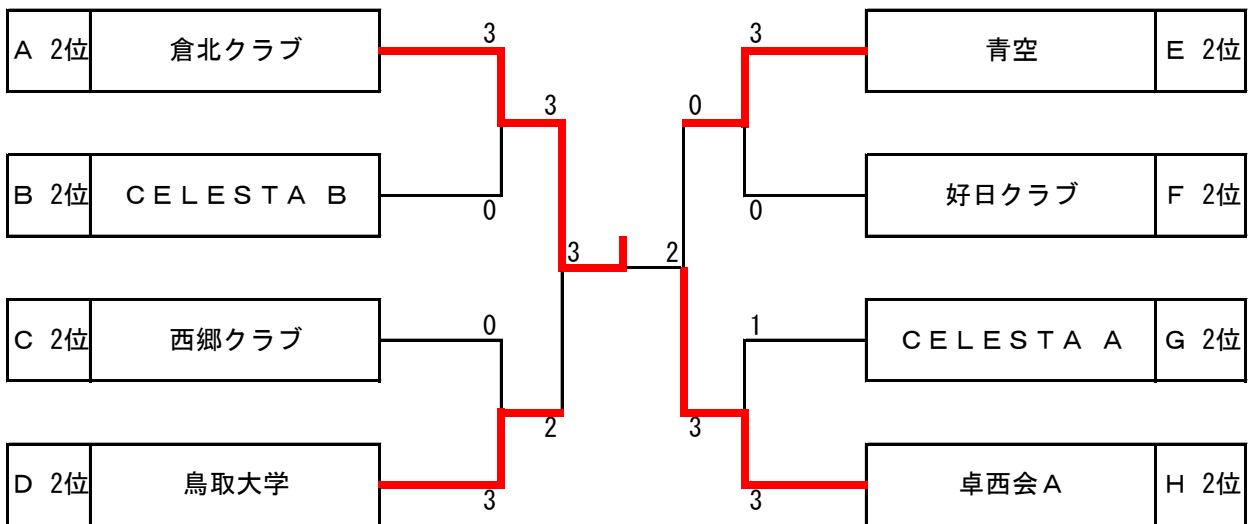 A 2位 倉北クラブ 3 3 青空 E 2位
3 0
B 2位 CELESTA B 0 0 好日クラブ F 2位
3 2
C 2位 西郷クラブ 0 1 CELESTA A G 2位
2 3
D 2位 鳥取大学 3 3 卓西会A H 2位